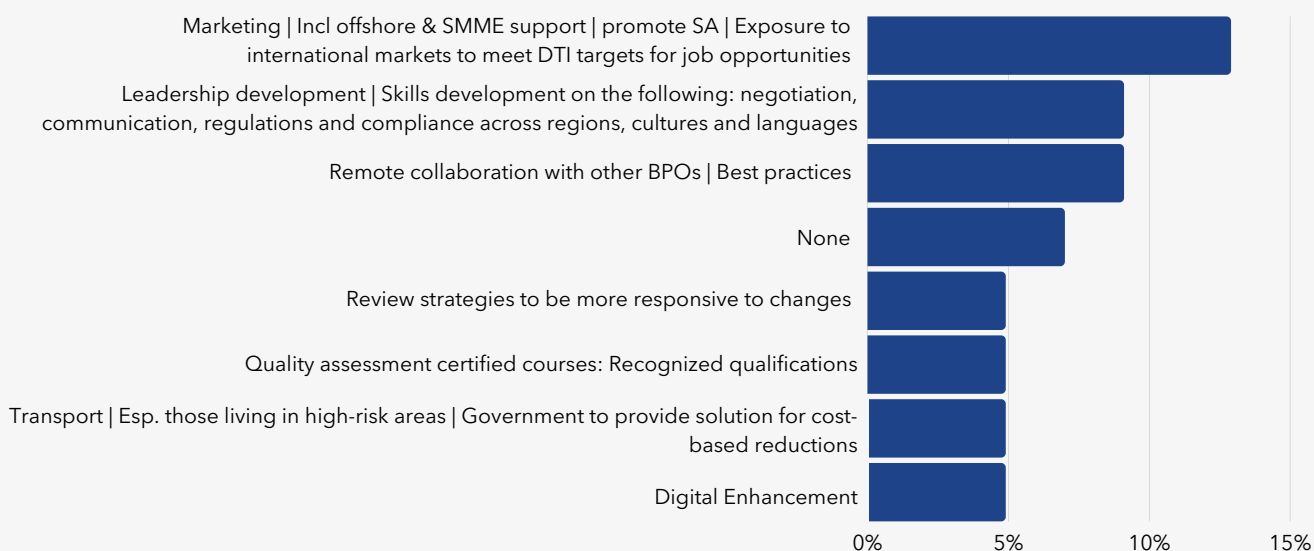 Marketing | Incl offshore & SMME support | promote SA | Exposure to
international markets to meet DTI targets for job opportunities
Leadership development | Skills development on the following: negotiation,
communication, regulations and compliance across regions, cultures and languages
Remote collaboration with other BPOs | Best practices
None
Review strategies to be more responsive to changes
Quality assessment certified courses: Recognized qualifications
Transport | Esp. those living in high-risk areas | Government to provide solution for cost-
based reductions
Digital Enhancement
0% 5% 10% 15%